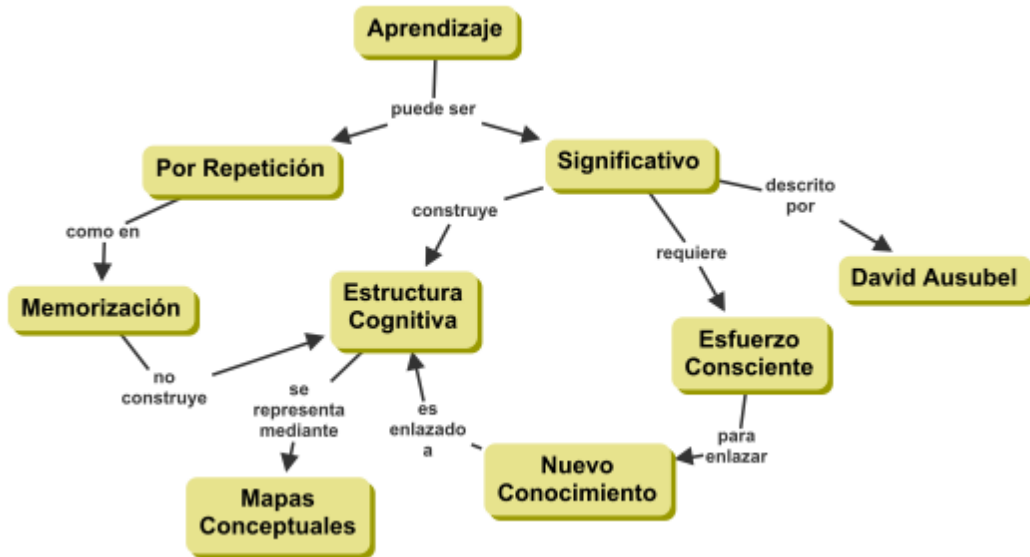 Aprendizaje
puede ser
Por Repetición
Significativo
descrito
por
construye
como en
requiere
David Ausubel
Memorización
Estructura
Cognitiva
Esfuerzo
Consciente
no
construye
se
representa
mediante
es
enlazado
a
para
enlazar
Nuevo
Conocimiento
Mapas
Conceptuales